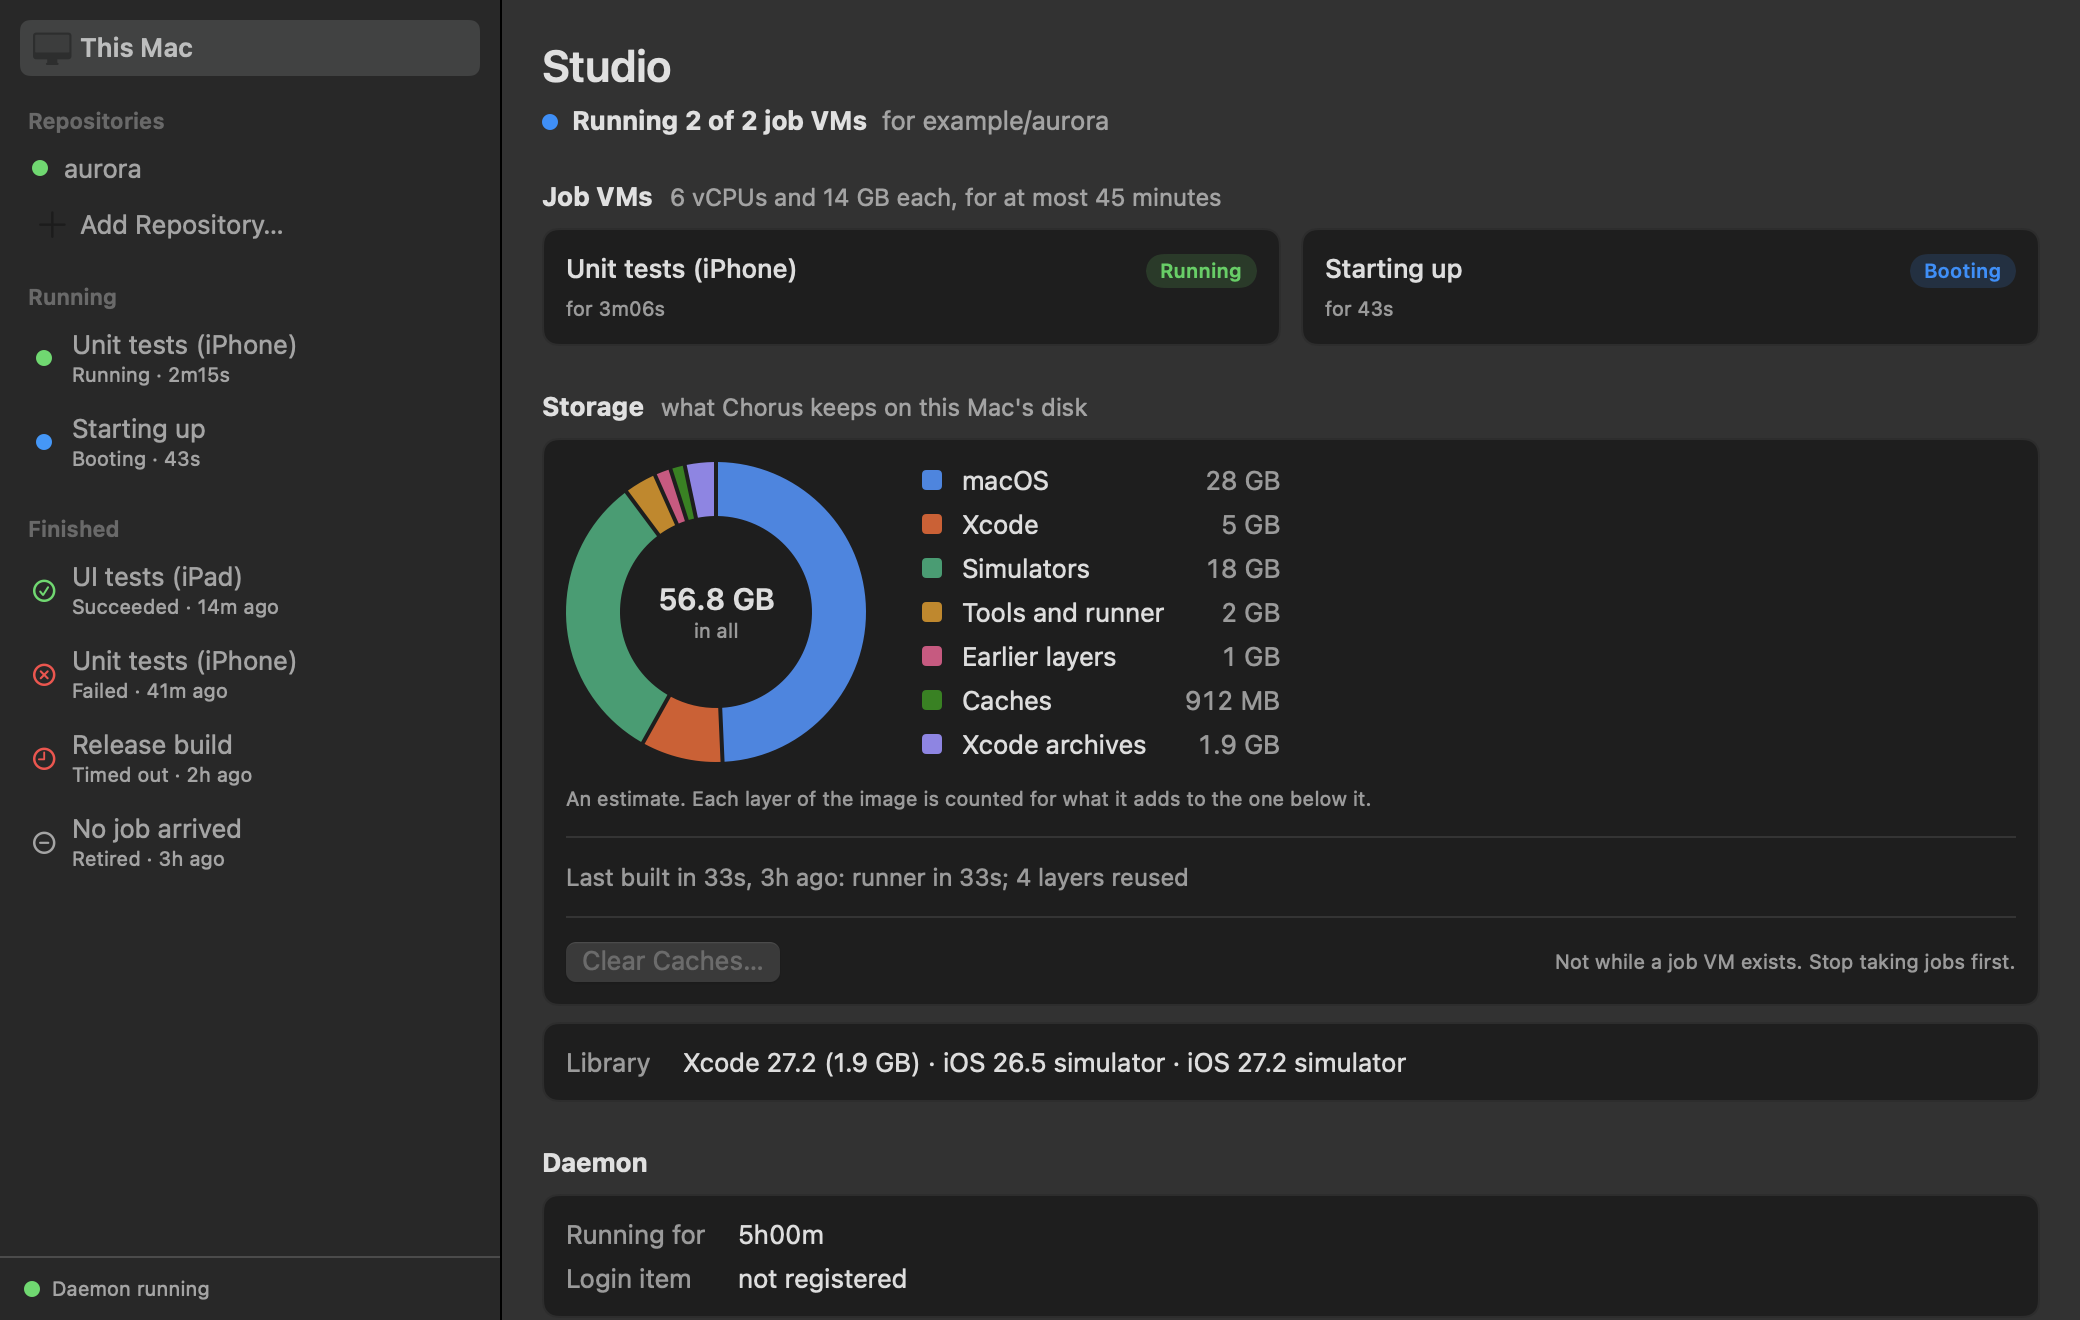 This Mac
Repositories
aurora
Add Repository...
Running
Unit tests (iPhone)
Running · 2m15s
Starting up
Booting · 43s
Finished
UI tests (iPad)
Succeeded · 14m ago
Unit tests (iPhone)
Failed · 41m ago
Release build
Timed out · 2h ago
No job arrived
Retired · 3h ago
Daemon running
Studio
Running 2 of 2 job VMs for example/aurora
Job VMs 6 vCPUs and 14 GB each, for at most 45 minutes
Unit tests (iPhone) Running
for 3m06s
Starting up Booting
for 43s
Storage what Chorus keeps on this Mac's disk
56.8 GB
in all
macOS 28 GB
Xcode 5 GB
Simulators 18 GB
Tools and runner 2 GB
Earlier layers 1 GB
Caches 912 MB
Xcode archives 1.9 GB
An estimate. Each layer of the image is counted for what it adds to the one below it.
Last built in 33s, 3h ago: runner in 33s; 4 layers reused
Clear Caches... Not while a job VM exists. Stop taking jobs first.
Library Xcode 27.2 (1.9 GB) · iOS 26.5 simulator · iOS 27.2 simulator
Daemon
Running for 5h00m
Login item not registered